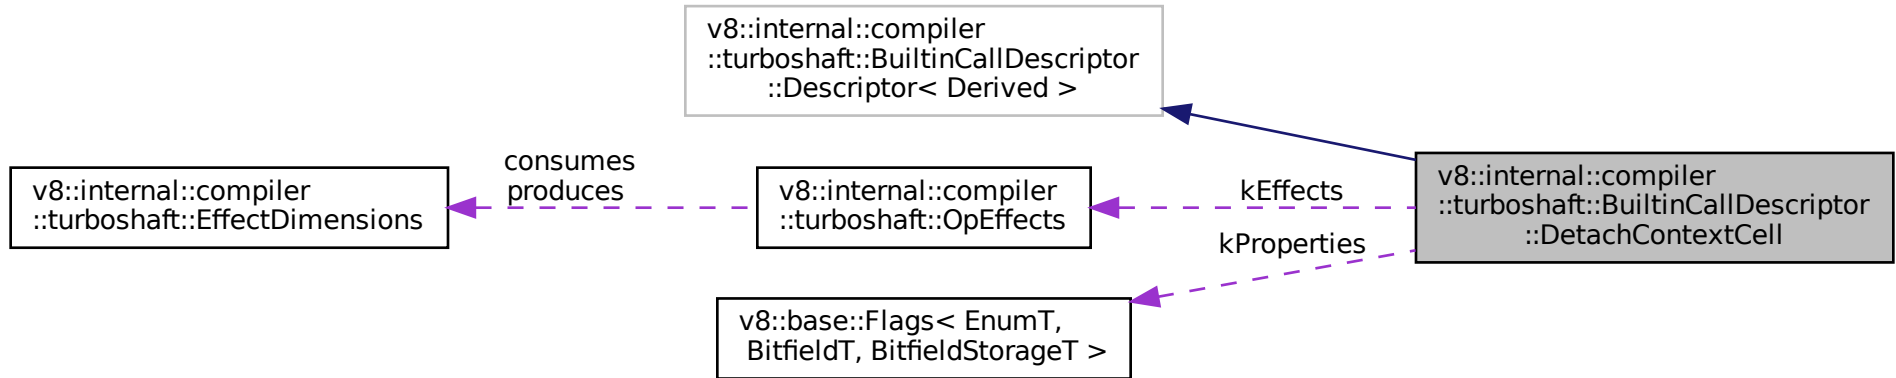 v8::internal::compiler
::turboshaft::BuiltinCallDescriptor
::Descriptor< Derived >
v8::internal::compiler
::turboshaft::EffectDimensions
consumes
produces
v8::internal::compiler
::turboshaft::OpEffects
kEffects
kProperties
v8::internal::compiler
::turboshaft::BuiltinCallDescriptor
::DetachContextCell
v8::base::Flags< EnumT,
BitfieldT, BitfieldStorageT >